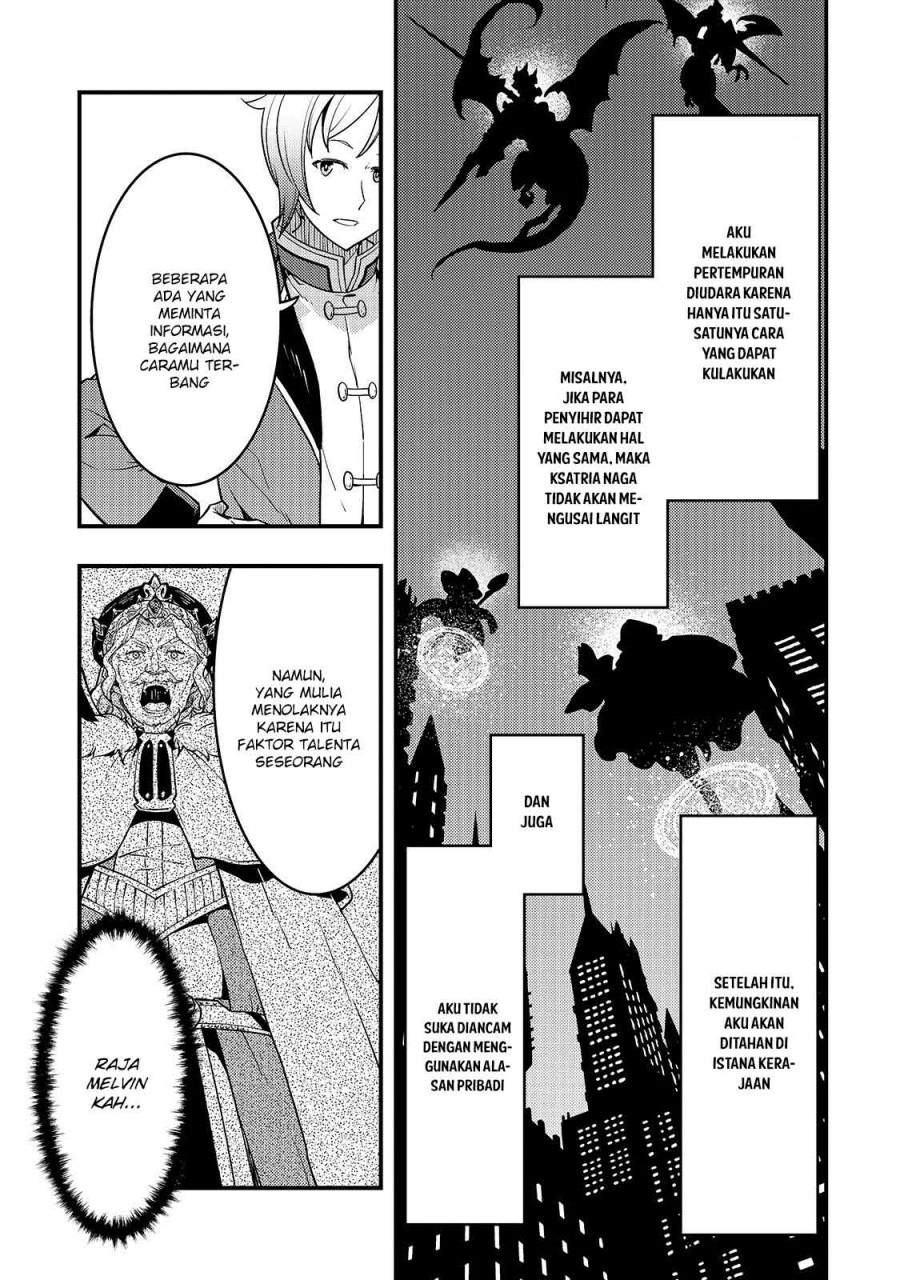 AKU
MELAKUKAN
PERTEMPURAN
DIUDARA KARENA
HANYA ITU SATU-
SATUNYA CARA
YANG DAPAT
KULAKUKAN
MISALNYA,
JIKA PARA
PENYIHIR DAPAT
MELAKUKAN HAL
YANG SAMA, MAKA
KSATRIA NAGA
TIDAK AKAN ME-
NGUSAI LANGIT
SETELAH ITU,
KEMUNGKINAN
AKU AKAN
DITAHAN DI
ISTANA KERA-
JAAN
DAN
JUGA
AKU TIDAK
SUKA DIANCAM
DENGAN MENG-
GUNAKAN ALA-
SAN PRIBADI
BEBERAPA
ADA YANG
MEMINTA
INFORMASI,
BAGAIMANA
CARAMU TER-
BANG
NAMUN,
YANG MULIA
MENOLAKNYA
KARENA ITU
FAKTOR TALENTA
SESEORANG
RAJA
MELVIN
KAH...